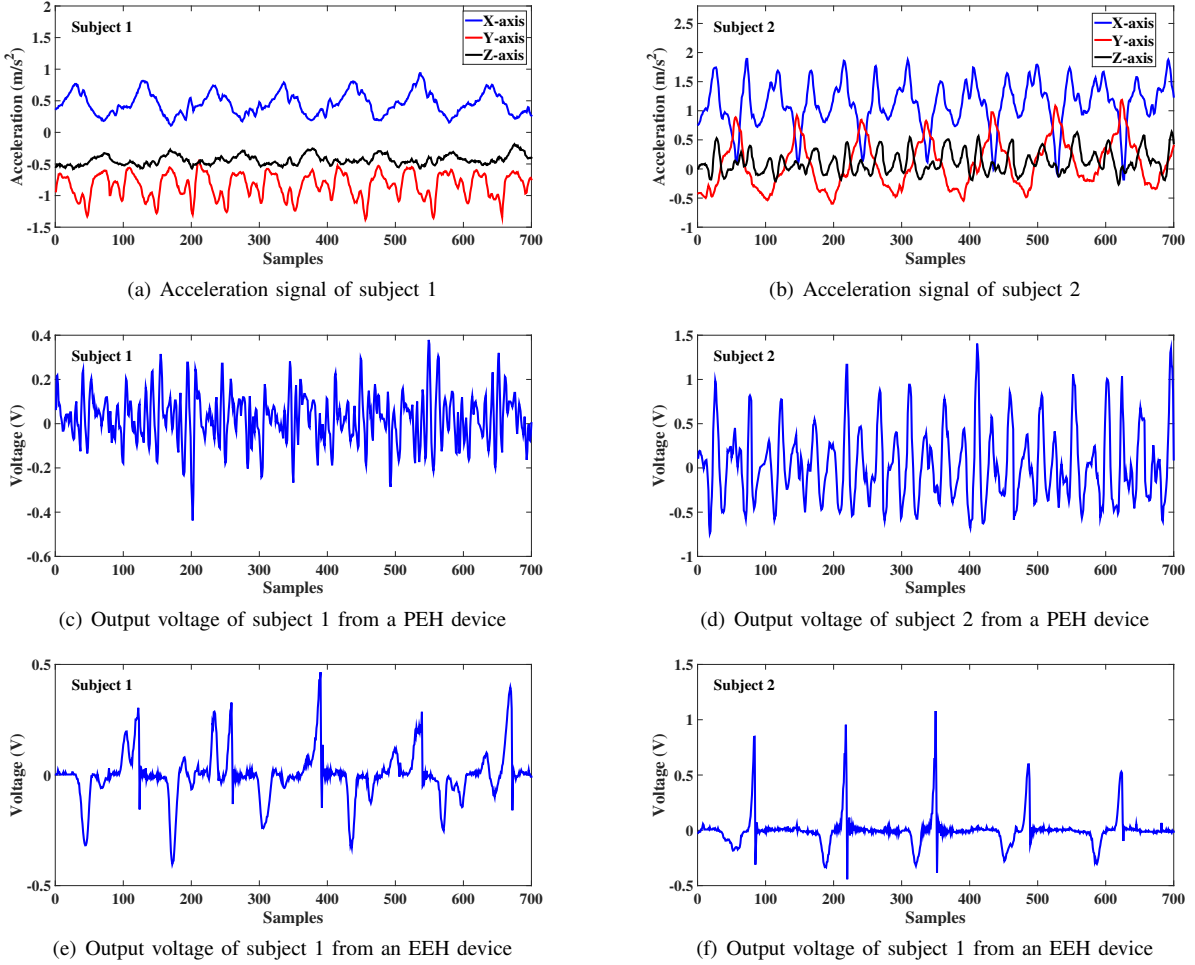 Subject 1
X-axis
Y-axis
Z-axis
2
1.5
1
0.5
0
-0.5
-1
-1.5
Acceleration (m/s²)
0 100 200 300 400 500 600 700
Samples
(a) Acceleration signal of subject 1
Subject 2
X-axis
Y-axis
Z-axis
2.5
2
1.5
1
0.5
0
-0.5
-1
Acceleration (m/s²)
0 100 200 300 400 500 600 700
Samples
(b) Acceleration signal of subject 2
Subject 1
0.4
0.2
0
-0.2
-0.4
-0.6
Voltage (V)
0 100 200 300 400 500 600 700
Samples
(c) Output voltage of subject 1 from a PEH device
Subject 2
1.5
1
0.5
0
-0.5
-1
Voltage (V)
0 100 200 300 400 500 600 700
Samples
(d) Output voltage of subject 2 from a PEH device
Subject 1
0.5
0
-0.5
Voltage (V)
0 100 200 300 400 500 600 700
Samples
(e) Output voltage of subject 1 from an EEH device
Subject 2
1.5
1
0.5
0
-0.5
Voltage (V)
0 100 200 300 400 500 600 700
Samples
(f) Output voltage of subject 1 from an EEH device